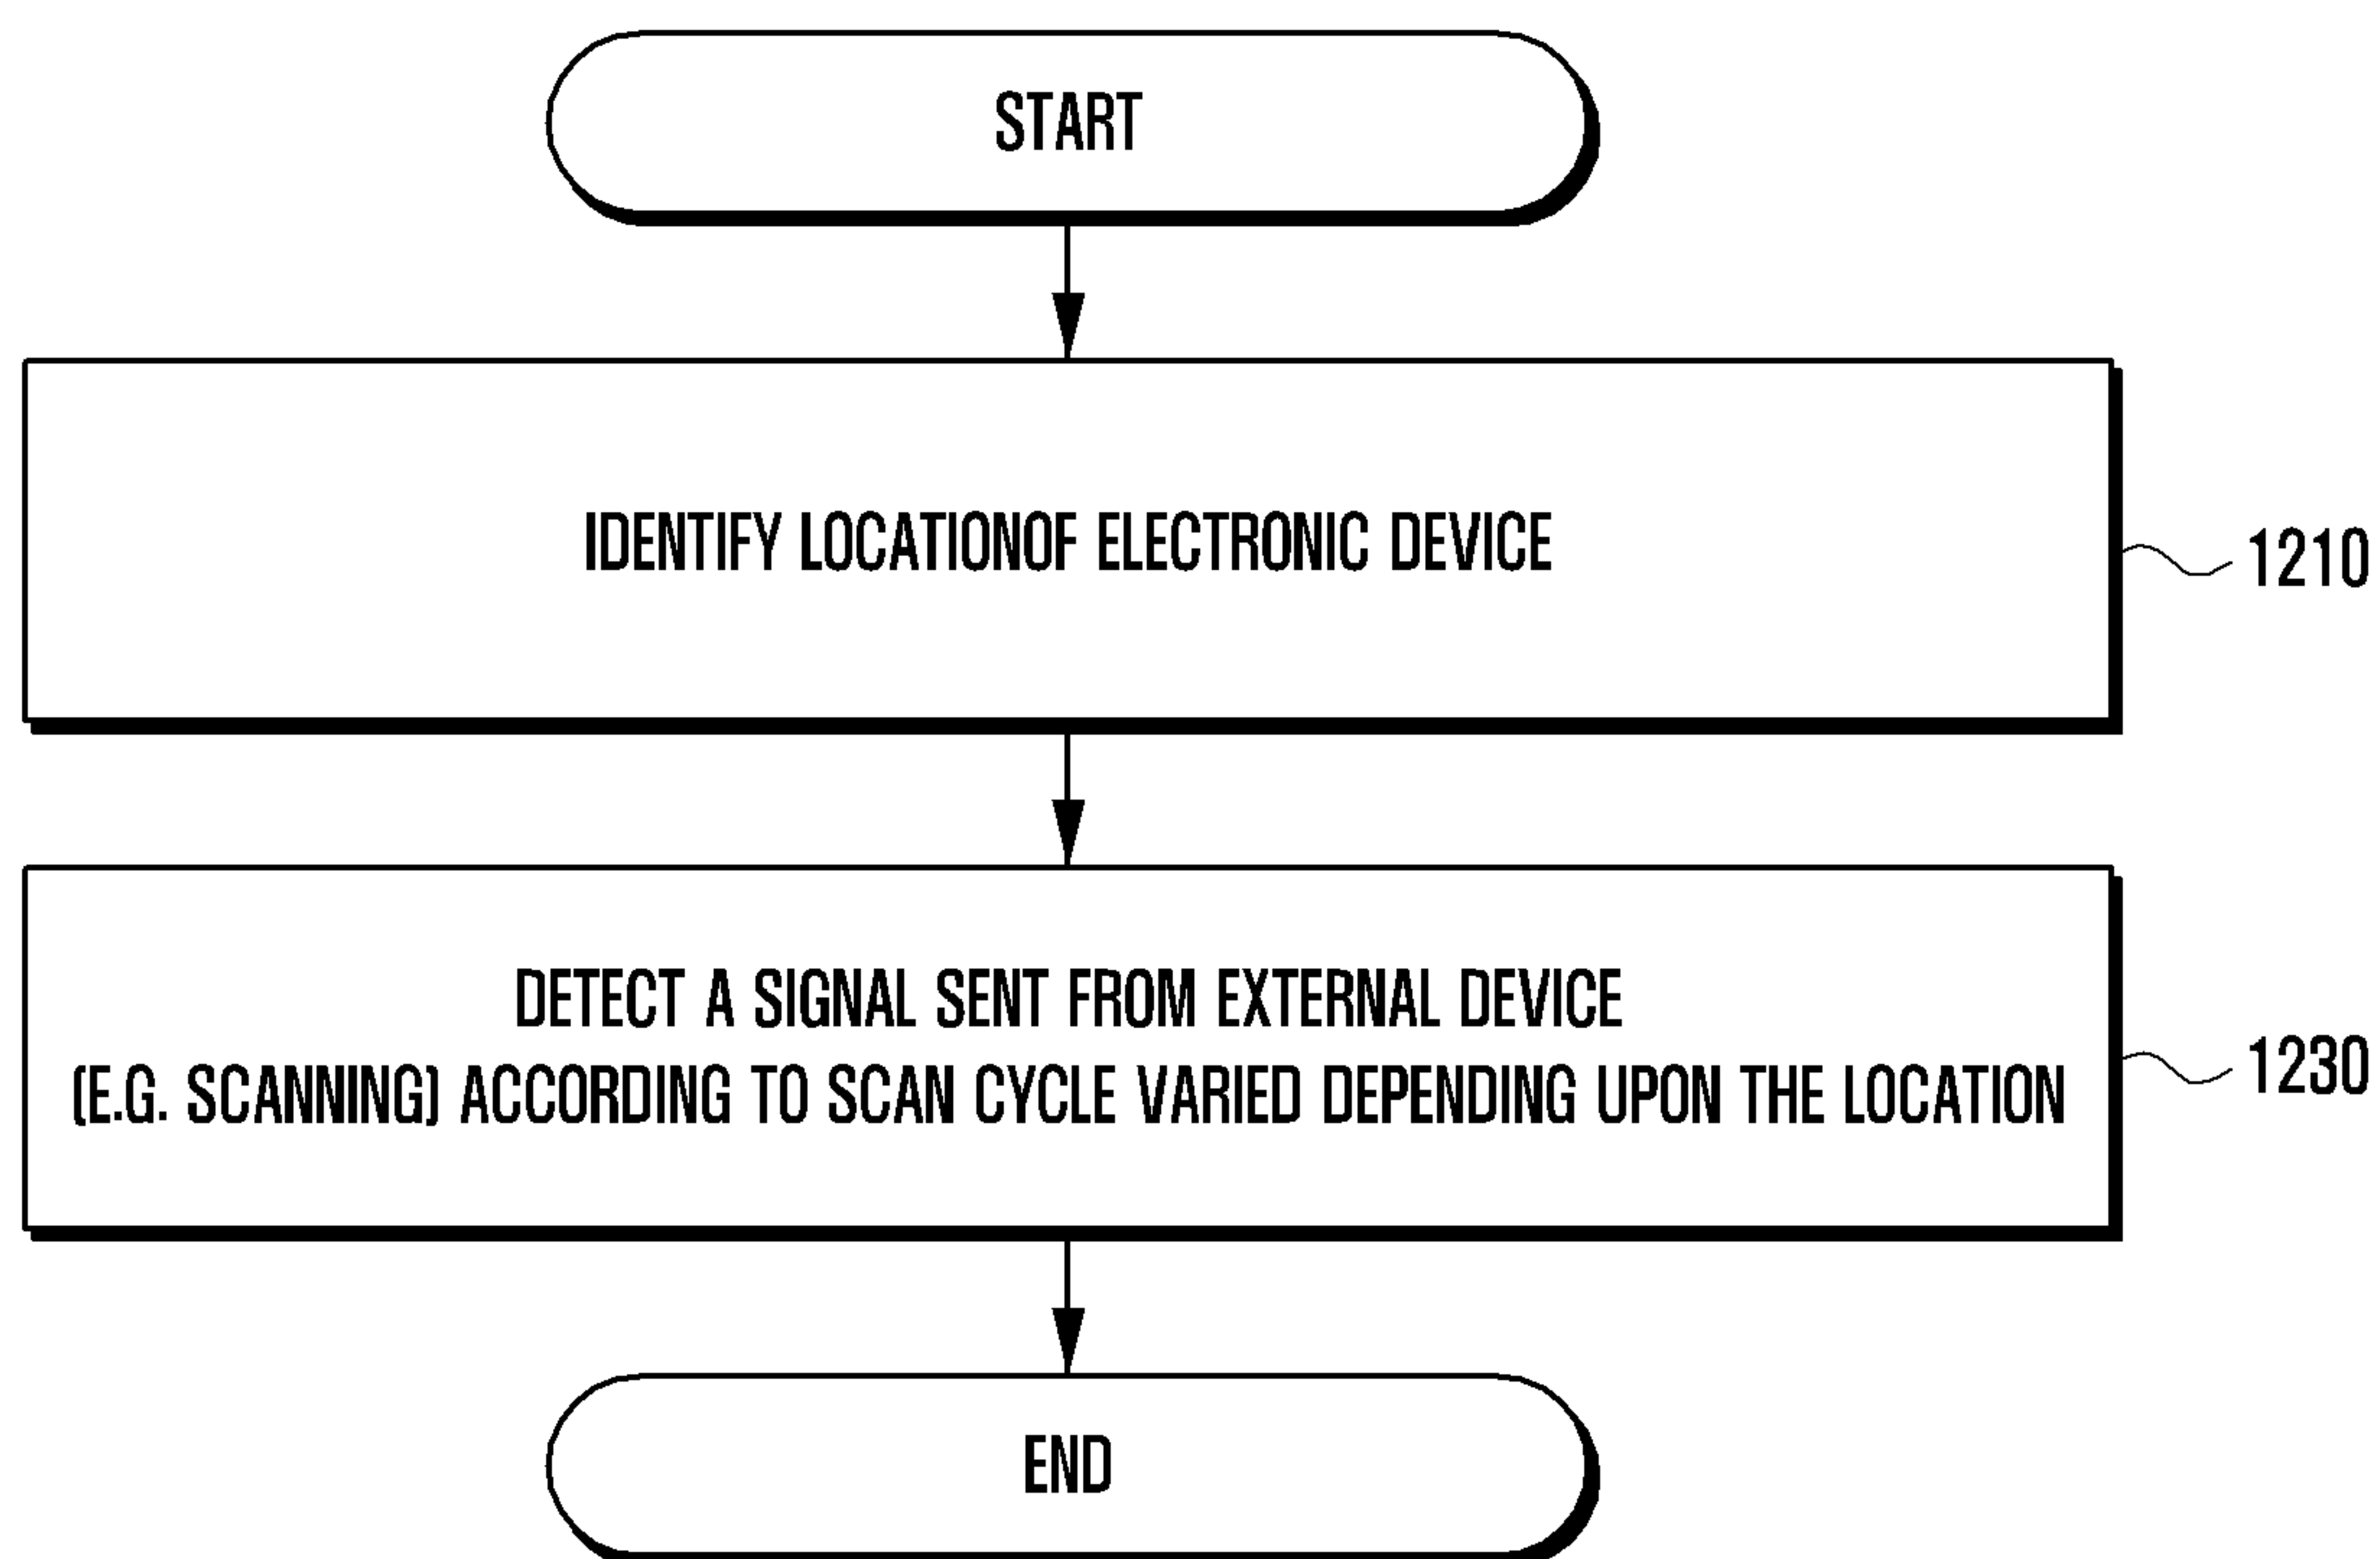 START
IDENTIFY LOCATIONOF ELECTRONIC DEVICE
1210
DETECT A SIGNAL SENT FROM EXTERNAL DEVICE
(E.G. SCANNING) ACCORDING TO SCAN CYCLE VARIED DEPENDING UPON THE LOCATION
1230
END